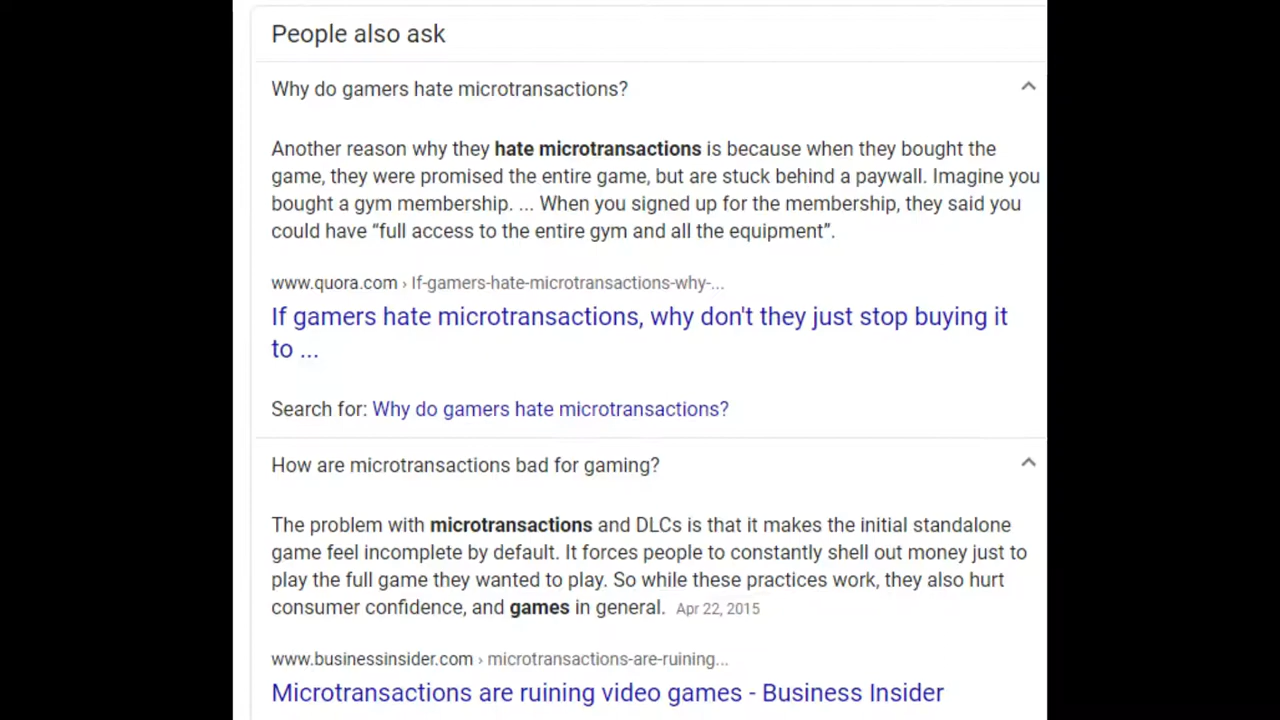 People also ask
Why do gamers hate microtransactions?
Another reason why they hate microtransactions is because when they bought the
game, they were promised the entire game, but are stuck behind a paywall. Imagine you
bought a gym membership. ... When you signed up for the membership, they said you
could have “full access to the entire gym and all the equipment”.
www.quora.com › If-gamers-hate-microtransactions-why-...
If gamers hate microtransactions, why don't they just stop buying it
to ...
Search for: Why do gamers hate microtransactions?
How are microtransactions bad for gaming?
The problem with microtransactions and DLCs is that it makes the initial standalone
game feel incomplete by default. It forces people to constantly shell out money just to
play the full game they wanted to play. So while these practices work, they also hurt
consumer confidence, and games in general. Apr 22, 2015
www.businessinsider.com › microtransactions-are-ruining...
Microtransactions are ruining video games - Business Insider